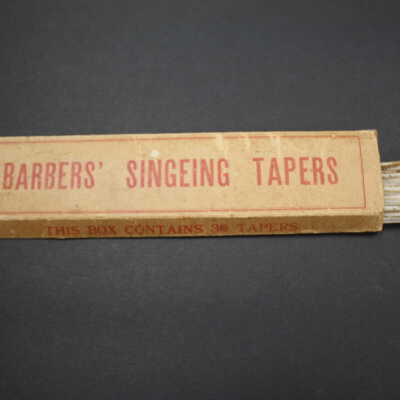 BARBERS' SINGEING TAPERS
THIS BOX CONTAINS 36 TAPERS